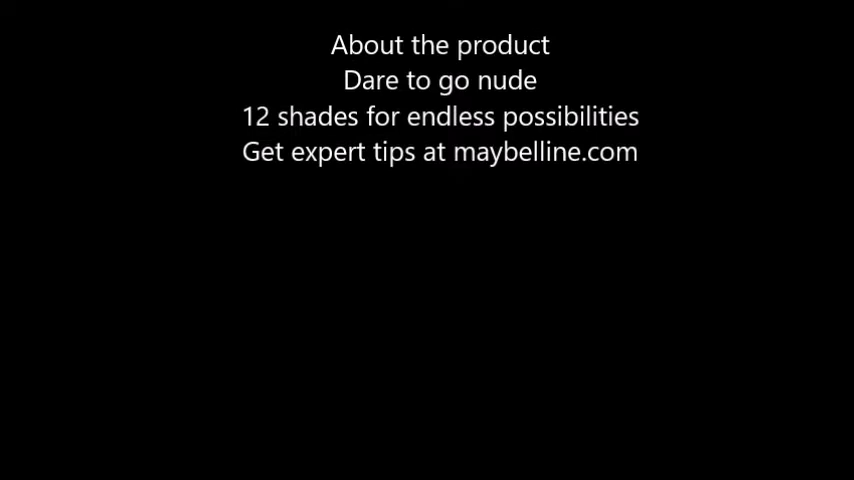 About the product
Dare to go nude
12 shades for endless possibilities
Get expert tips at maybelline.com